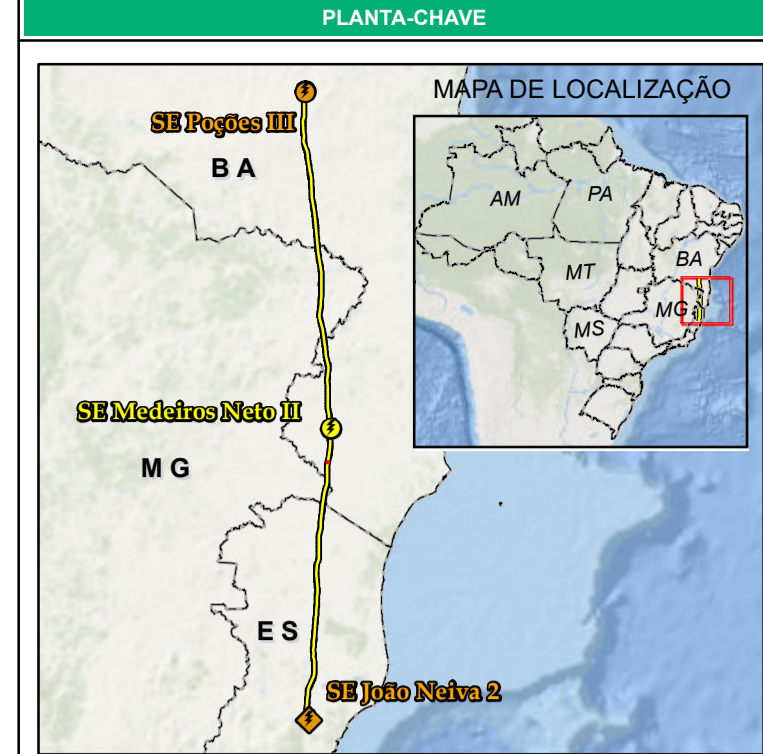 PLANTA-CHAVE
MAPA DE LOCALIZAÇÃO
SE Poções III
B A
AM
PA
BA
MT
MG
MS
SE Medeiros Neto II
M G
E S
SE João Neiva 2